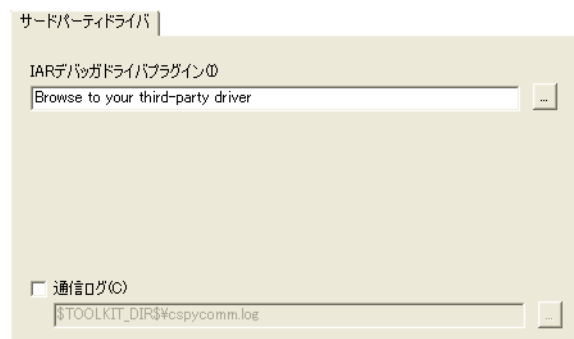 サードパーティドライバ
IARデバッガドライバプラグイン(I)
Browse to your third-party driver
...
通信ログ(C)
$TOOLKIT_DIR$¥cspycomm.log
...